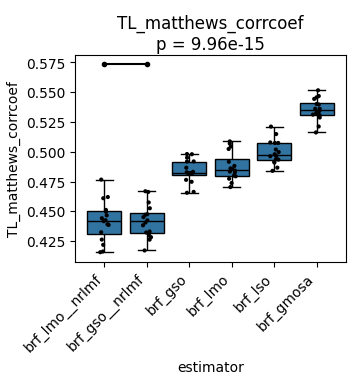 TL_matthews_corrcoef
p = 9.96e-15
TL_matthews_corrcoef
0.575
0.550
0.525
0.500
0.475
0.450
0.425
brf_lmo__nrlmf
brf_gso__nrlmf
brf_gso
brf_lmo
brf_lso
brf_gmosa
estimator